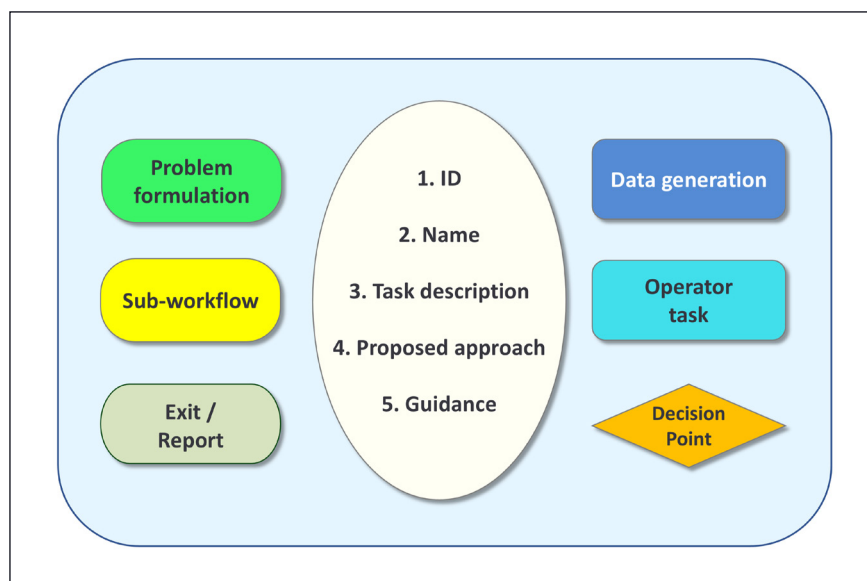 Problem
formulation
Sub-workflow
Exit /
Report
1. ID
2. Name
3. Task description
4. Proposed approach
5. Guidance
Data generation
Operator
task
Decision
Point